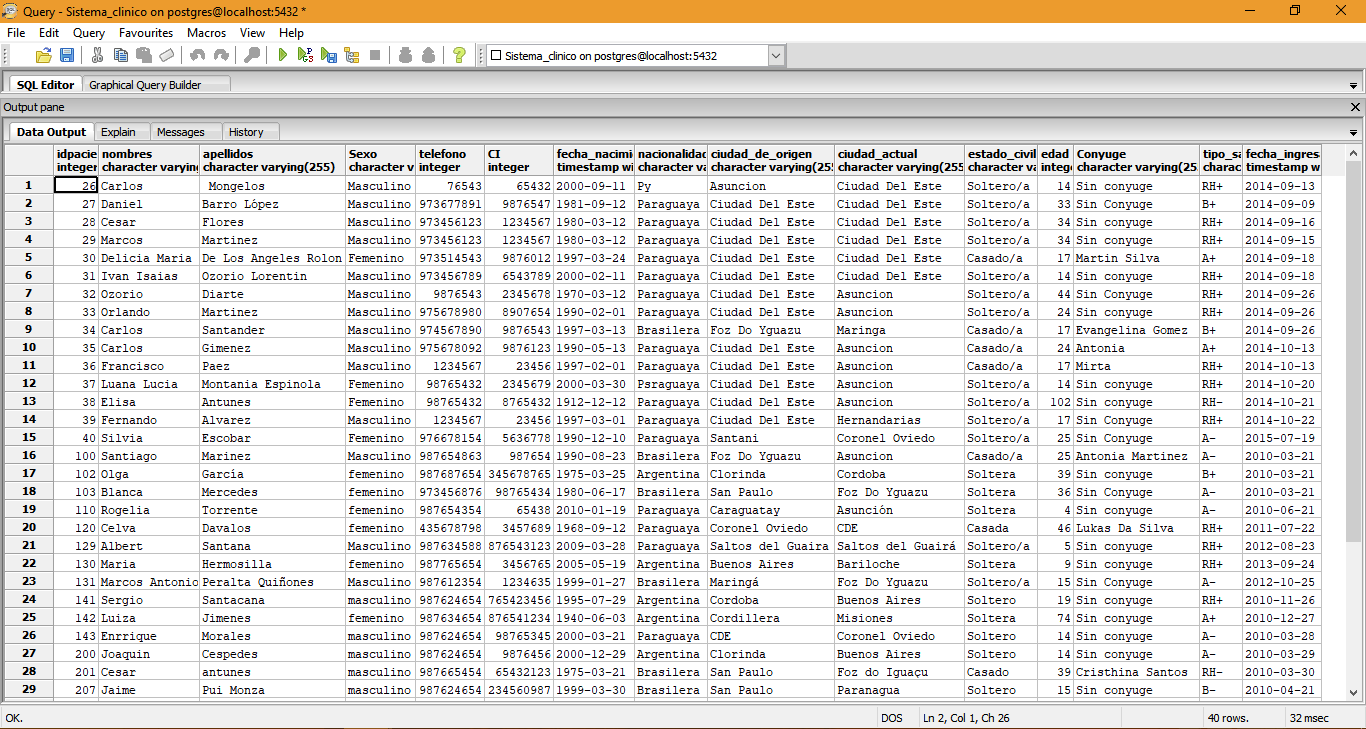 Query - Sistema_clinico on postgres@localhost:5432 *
File Edit Query Favourites Macros View Help
Sistema_clinico on postgres@localhost:5432
SQL Editor Graphical Query Builder
Output pane
Data Output Explain Messages History
idpacie nombres apellidos Sexo telefono CI fecha_nacimi nacionalidad ciudad_de_origen ciudad_actual estado_civil edad Conyuge tipo_sa fecha_ingres
integer character varying character varying(255) character v integer integer timestamp wi character va character varying(255 character varying(255 character va intege character varying(255 charac timestamp w
1 26 Carlos Mongelos Masculino 76543 65432 2000-09-11 Py Asuncion Ciudad Del Este Soltero/a 14 Sin conyuge RH+ 2014-09-13
2 27 Daniel Barro López Masculino 973677891 9876547 1981-09-12 Paraguaya Ciudad Del Este Ciudad Del Este Soltero/a 33 Sin Conyuge B+ 2014-09-09
3 28 Cesar Flores Masculino 973456123 1234567 1980-03-12 Paraguaya Ciudad Del Este Ciudad Del Este Soltero/a 34 Sin conyuge RH+ 2014-09-16
4 29 Marcos Martinez Masculino 973456123 1234567 1980-03-12 Paraguaya Ciudad Del Este Ciudad Del Este Soltero/a 34 Sin conyuge RH+ 2014-09-15
5 30 Delicia Maria De Los Angeles Rolon Femenino 973514543 9876012 1997-03-24 Paraguaya Ciudad Del Este Ciudad Del Este Casado/a 17 Martin Silva A+ 2014-09-18
6 31 Ivan Isaias Ozorio Lorentin Masculino 973456789 6543789 2000-02-11 Paraguaya Ciudad Del Este Ciudad Del Este Soltero/a 14 Sin conyuge RH+ 2014-09-18
7 32 Ozorio Diarte Masculino 9876543 2345678 1970-03-12 Paraguaya Ciudad Del Este Asuncion Soltero/a 44 Sin Conyuge RH+ 2014-09-26
8 33 Orlando Martinez Masculino 975678980 8907654 1990-02-01 Paraguaya Ciudad Del Este Asuncion Soltero/a 24 Sin conyuge RH+ 2014-09-26
9 34 Carlos Santander Masculino 974567890 9876543 1997-03-13 Brasilera Foz Do Yguazu Maringa Casado/a 17 Evangelina Gomez B+ 2014-09-26
10 35 Carlos Gimenez Masculino 975678092 9876123 1990-05-13 Paraguaya Ciudad Del Este Asuncion Casado/a 24 Antonia A+ 2014-10-13
11 36 Francisco Paez Masculino 1234567 23456 1997-02-01 Paraguaya Ciudad Del Este Asuncion Casado/a 17 Mirta RH+ 2014-10-13
12 37 Luana Lucia Montania Espinola Femenino 98765432 2345679 2000-03-30 Psraguaya Ciudad Del Este Asuncion Soltero/a 14 Sin conyuge RH+ 2014-10-20
13 38 Elisa Antunes Femenino 98765432 8765432 1912-12-12 Paraguaya Ciudad Del Este Asuncion Soltero/a 102 Sin conyuge RH- 2014-10-21
14 39 Fernando Alvarez Masculino 1234567 23456 1997-03-01 Paraguaya Ciudad Del Este Hernandarias Soltero/a 17 Sin Conyuge RH+ 2014-10-22
15 40 Silvia Escobar Femenino 976678154 5636778 1990-12-10 Paraguaya Santani Coronel Oviedo Soltero/a 25 Sin conyuge A- 2015-07-19
16 100 Santiago Marinez Masculino 987654863 987654 1990-08-23 Brasilera Foz Do Yguazu Asuncion Casado/a 25 Antonia Martinez A- 2010-03-21
17 102 Olga García femenino 987687654 345678765 1975-03-25 Argentina Clorinda Cordoba Soltera 39 Sin conyuge B+ 2010-03-21
18 103 Blanca Mercedes femenino 973456876 98765434 1980-06-17 Brasilera San Paulo Foz Do Yguazu Soltera 36 Sin conyuge A- 2010-03-21
19 110 Rogelia Torrente femenino 987654354 65438 2010-01-19 Paraguaya Caraguatay Asunción Soltera 4 Sin conyuge A- 2010-06-21
20 120 Celva Davalos femenino 435678798 3457689 1968-09-12 Paraguaya Coronel Oviedo CDE Casada 46 Lukas Da Silva RH+ 2011-07-22
21 129 Albert Santana Masculino 987634588 876543123 2009-03-28 Paraguaya Saltos del Guaira Saltos del Guairá Soltero/a 5 Sin conyuge RH+ 2012-08-23
22 130 Maria Hermosilla femenino 987765654 3456765 2005-05-19 Argentina Buenos Aires Bariloche Soltera 9 Sin conyuge RH+ 2013-09-24
23 131 Marcos Antonio Peralta Quiñones Masculino 987612354 1234635 1999-01-27 Brasilera Maringá Foz Do Yguazu Soltero/a 15 Sin Conyuge A- 2012-10-25
24 141 Sergio Santacana masculino 987624654 765423456 1995-07-29 Argentina Cordoba Buenos Aires Soltero 19 Sin conyuge RH+ 2010-11-26
25 142 Luiza Jimenes femenino 987634654 876541234 1940-06-03 Argentina Cordillera Misiones Soltera 74 Sin conyuge A+ 2010-12-27
26 143 Enrrique Morales masculino 987624654 98765345 2000-03-21 Paraguaya CDE Coronel Oviedo Soltero 14 Sin conyuge A- 2010-03-28
27 200 Joaquin Cespedes masculino 987624654 9876456 2000-12-29 Argentina Clorinda Buenos Aires Soltero 14 Sin conyuge A- 2010-03-29
28 201 Cesar antunes masculino 987665454 65432123 1975-03-21 Brasilera San Paulo Foz do Iguaçu Casado 39 Cristhina Santos RH- 2010-03-30
29 207 Jaime Pui Monza masculino 987624654 234560987 1999-03-30 Brasilera San Paulo Paranagua Soltero 15 Sin conyuge B- 2010-04-21
OK. DOS Ln 2, Col 1, Ch 26 40 rows. 32 msec